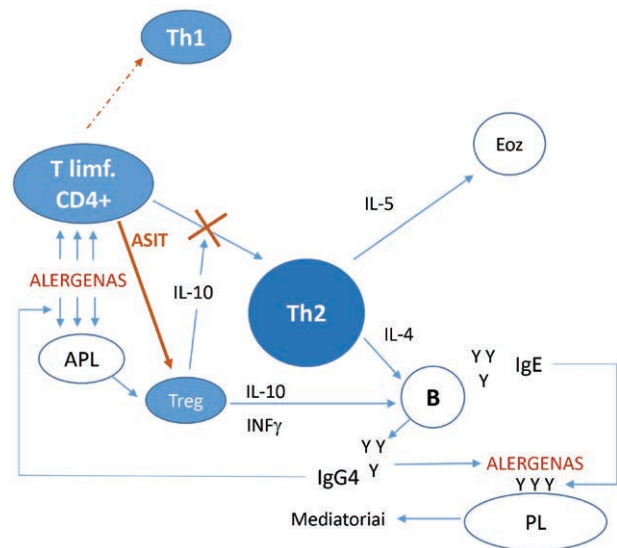 Th1
T limf.
CD4+
Eoz
IL-5
ASIT
ALERGENAS
IL-10
Th2
APL
IL-4
Treg
IL-10
INFγ
B
Y Y
Y
IgE
Y Y
Y
IgG4
ALERGENAS
Y Y Y
Mediatoriai
PL